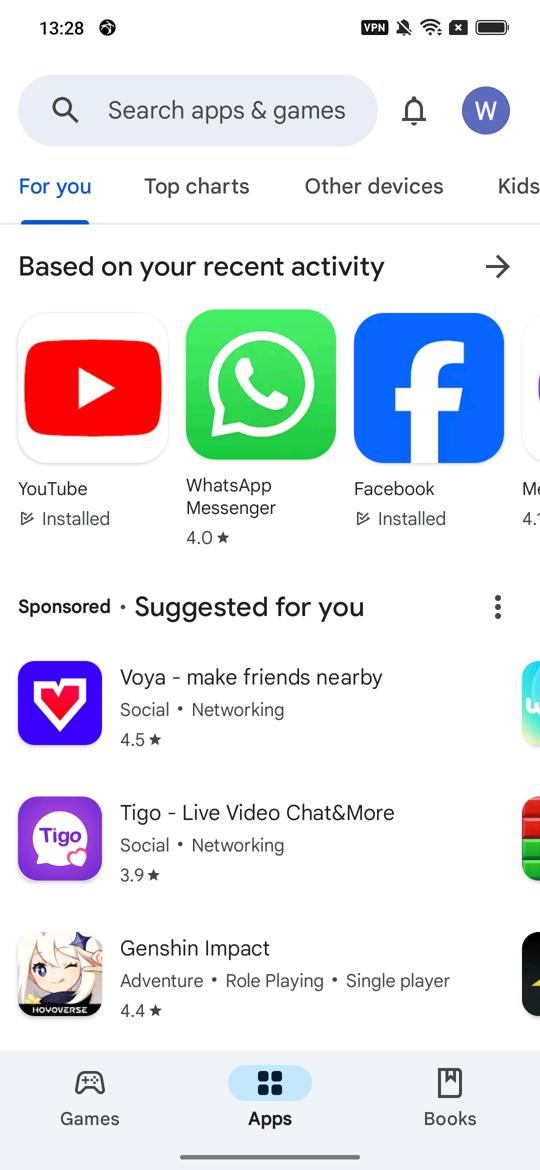 13:28
VPN
Search apps & games
W
For you
Top charts
Other devices
Kids
Based on your recent activity
YouTube
Installed
WhatsApp
Messenger
4.0 ★
Facebook
Installed
Me
4.1
Sponsored • Suggested for you
Voya - make friends nearby
Social • Networking
4.5 ★
Tigo
Tigo - Live Video Chat&More
Social • Networking
3.9 ★
HOYOVERSE
Genshin Impact
Adventure • Role Playing • Single player
4.4 ★
Games
Apps
Books